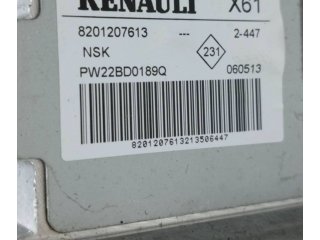 RENAULT X61
8201207613 --- 2-447
NSK 231
PW22BD0189Q 060513
8201207613213506447